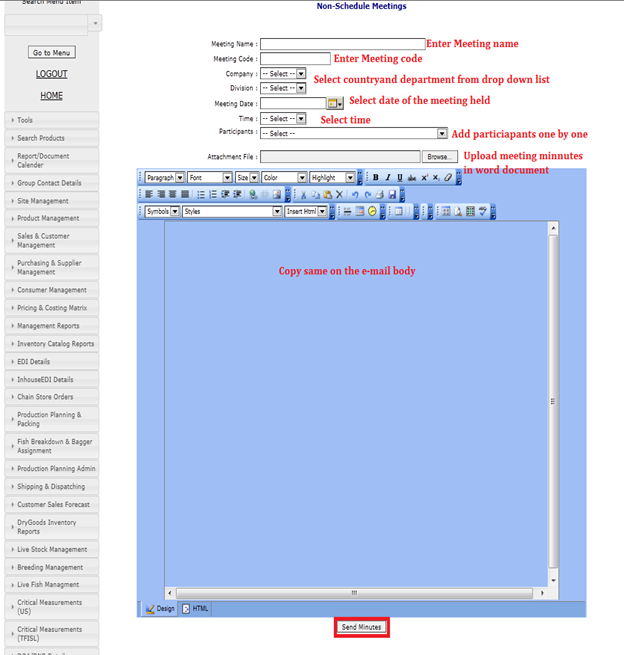 Search Menu Item
Non-Schedule Meetings
Go to Menu
LOGOUT
HOME
Tools
Search Products
Report/Document
Calender
Group Contact Details
Site Management
Product Management
Sales & Customer
Management
Purchasing & Supplier
Management
Consumer Management
Pricing & Costing Matrix
Management Reports
Inventory Catalog Reports
EDI Details
InhouseEDI Details
Chain Store Orders
Production Planning &
Packing
Fish Breakdown & Bagger
Assignment
Production Planning Admin
Shipping & Dispatching
Customer Sales Forecast
DryGoods Inventory
Reports
Live Stock Management
Breeding Management
Live Fish Managment
Critical Measurements
(US)
Critical Measurements
(TFISL)
Meeting Name : Enter Meeting name
Meeting Code : Enter Meeting code
Company : -- Select --
Select countryand department from drop down list
Division : -- Select --
Meeting Date : Select date of the meeting held
Time : -- Select -- Select time
Participants : -- Select -- Add particiapants one by one
Attachment File : Browse... Upload meeting minnutes
in word document
Paragraph Font Size Color Highlight B I U abc x² x₂
Symbols Styles Insert Html
Copy same on the e-mail body
Design HTML
Send Minutes